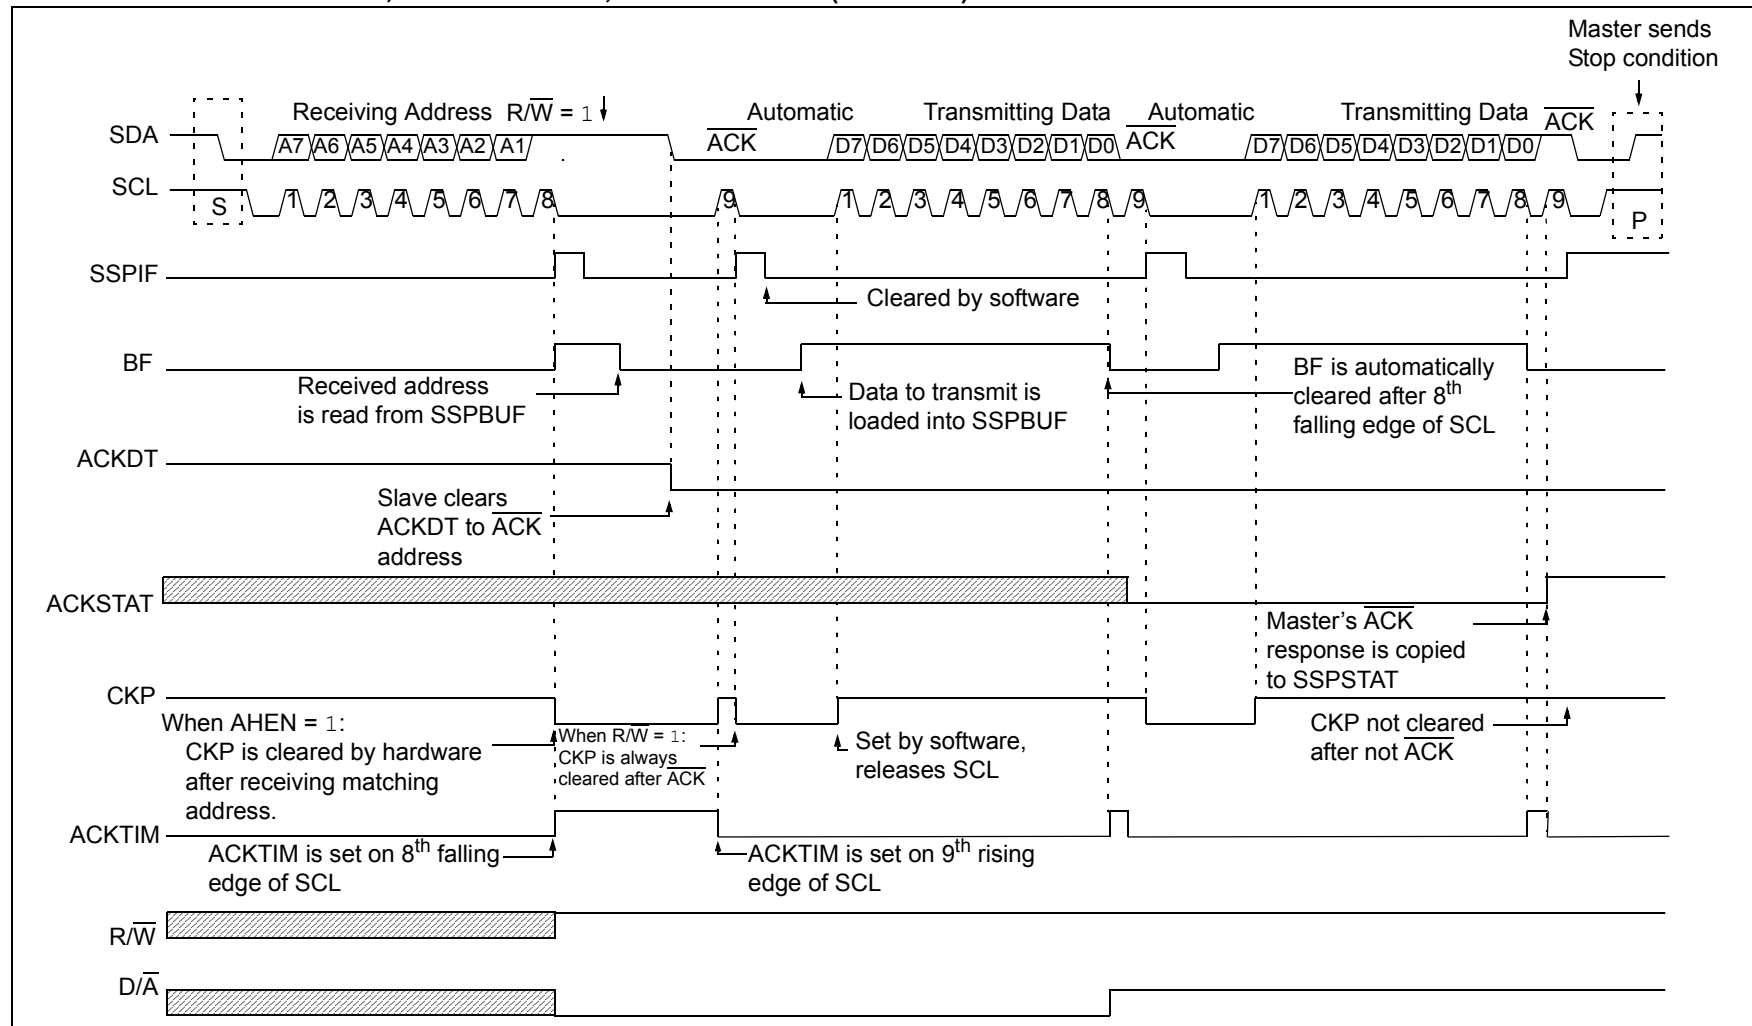 Master sends
Stop condition
Receiving Address R/W̅ = 1
Automatic
Transmitting Data
Automatic
Transmitting Data
A̅C̅K̅
SDA
A7 A6 A5 A4 A3 A2 A1
A̅C̅K̅
D7 D6 D5 D4 D3 D2 D1 D0
A̅C̅K̅
D7 D6 D5 D4 D3 D2 D1 D0
SCL
S
1 2 3 4 5 6 7 8
9
1 2 3 4 5 6 7 8 9
1 2 3 4 5 6 7 8 9
P
SSPIF
Cleared by software
BF
Received address
is read from SSPBUF
Data to transmit is
loaded into SSPBUF
BF is automatically
cleared after 8th
falling edge of SCL
ACKDT
Slave clears
ACKDT to A̅C̅K̅
address
ACKSTAT
Master's A̅C̅K̅
response is copied
to SSPSTAT
CKP
When AHEN = 1:
CKP is cleared by hardware
after receiving matching
address.
When R/W̅ = 1:
CKP is always
cleared after A̅C̅K̅
Set by software,
releases SCL
CKP not cleared
after not A̅C̅K̅
ACKTIM
ACKTIM is set on 8th falling
edge of SCL
ACKTIM is set on 9th rising
edge of SCL
R/W̅
D/A̅